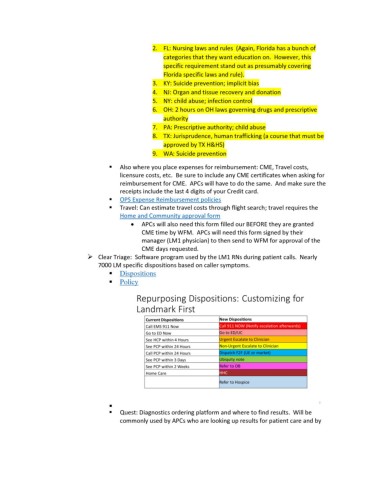 2. FL: Nursing laws and rules (Again, Florida has a bunch of
categories that they want education on. However, this
specific requirement stand out as presumably covering
Florida specific laws and rule).
3. KY: Suicide prevention; implicit bias
4. NJ: Organ and tissue recovery and donation
5. NY: child abuse; infection control
6. OH: 2 hours on OH laws governing drugs and prescriptive
authority
7. PA: Prescriptive authority; child abuse
8. TX: Jurisprudence, human trafficking (a course that must be
approved by TX H&HS)
9. WA: Suicide prevention
▪ Also where you place expenses for reimbursement: CME, Travel costs,
licensure costs, etc. Be sure to include any CME certificates when asking for
reimbursement for CME. APCs will have to do the same. And make sure the
receipts include the last 4 digits of your Credit card.
▪ OPS Expense Reimbursement policies
▪ Travel: Can estimate travel costs through flight search; travel requires the
Home and Community approval form
• APCs will also need this form filled our BEFORE they are granted
CME time by WFM. APCs will need this form signed by their
manager (LM1 physician) to then send to WFM for approval of the
CME days requested.
➢ Clear Triage: Software program used by the LM1 RNs during patient calls. Nearly
7000 LM specific dispositions based on caller symptoms.
▪ Dispositions
▪ Policy
Repurposing Dispositions: Customizing for
Landmark First
Current Dispositions New Dispositions
Call EMS 911 Now Call 911 NOW (Notify escalation afterwards)
Go to ED Now Go to ED/UC
See HCP within 4 Hours Urgent Escalate to Clinician
See PCP within 24 Hours Non-Urgent Escalate to Clinician
Call PCP within 24 Hours
See PCP within 3 Days Ubiquity note
See PCP within 2 Weeks Refer to OB
Home Care
Refer to Hospice
▪
▪ Quest: Diagnostics ordering platform and where to find results. Will be
commonly used by APCs who are looking up results for patient care and by